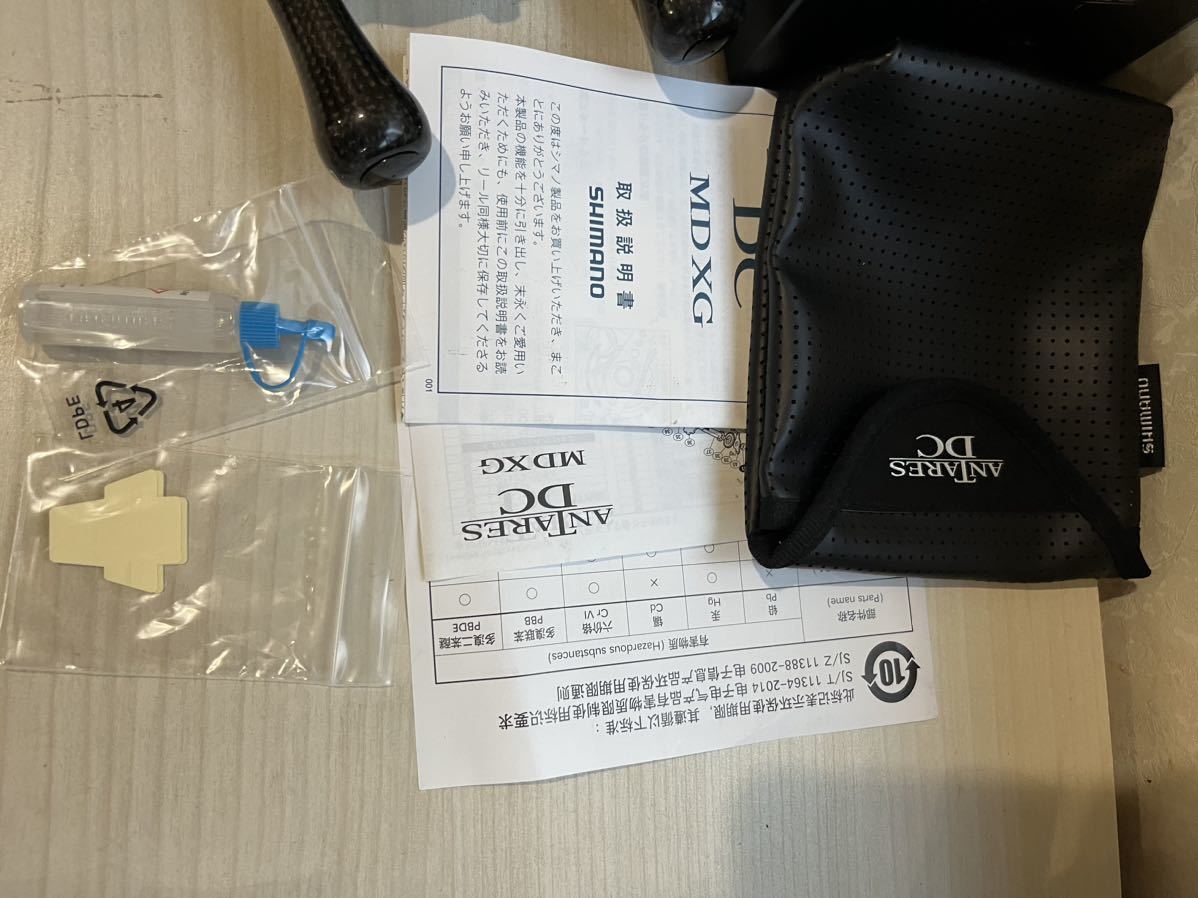 DC
MD XG
取扱説明書
SHIMANO
この度はシマノ製品をお買い上げいただき、まこ
とにありがとうございます。
本製品の機能を十分に引き出し、末永くご愛用い
ただくためにも、使用前にこの取扱説明書をお読
みいただき、リール同様大切に保存してくださる
ようお願い申し上げます。
001
ANTARES
DC
MD XG
ANTARES
DC
SHIMANO
4
LDPE
10
此标记表示环保使用期限，其遵循以下标准：
SJ/T 11364-2014 电子电气产品有害物质限制使用标识要求
SJ/Z 11388-2009 电子信息产品环保使用期限通则
部件名称
(Parts name)
有害物质 (Hazardous substances)
铅
Pb
汞
Hg
镉
Cd
六价铬
Cr VI
多溴联苯
PBB
多溴二苯醚
PBDE
×
○
×
○
○
○